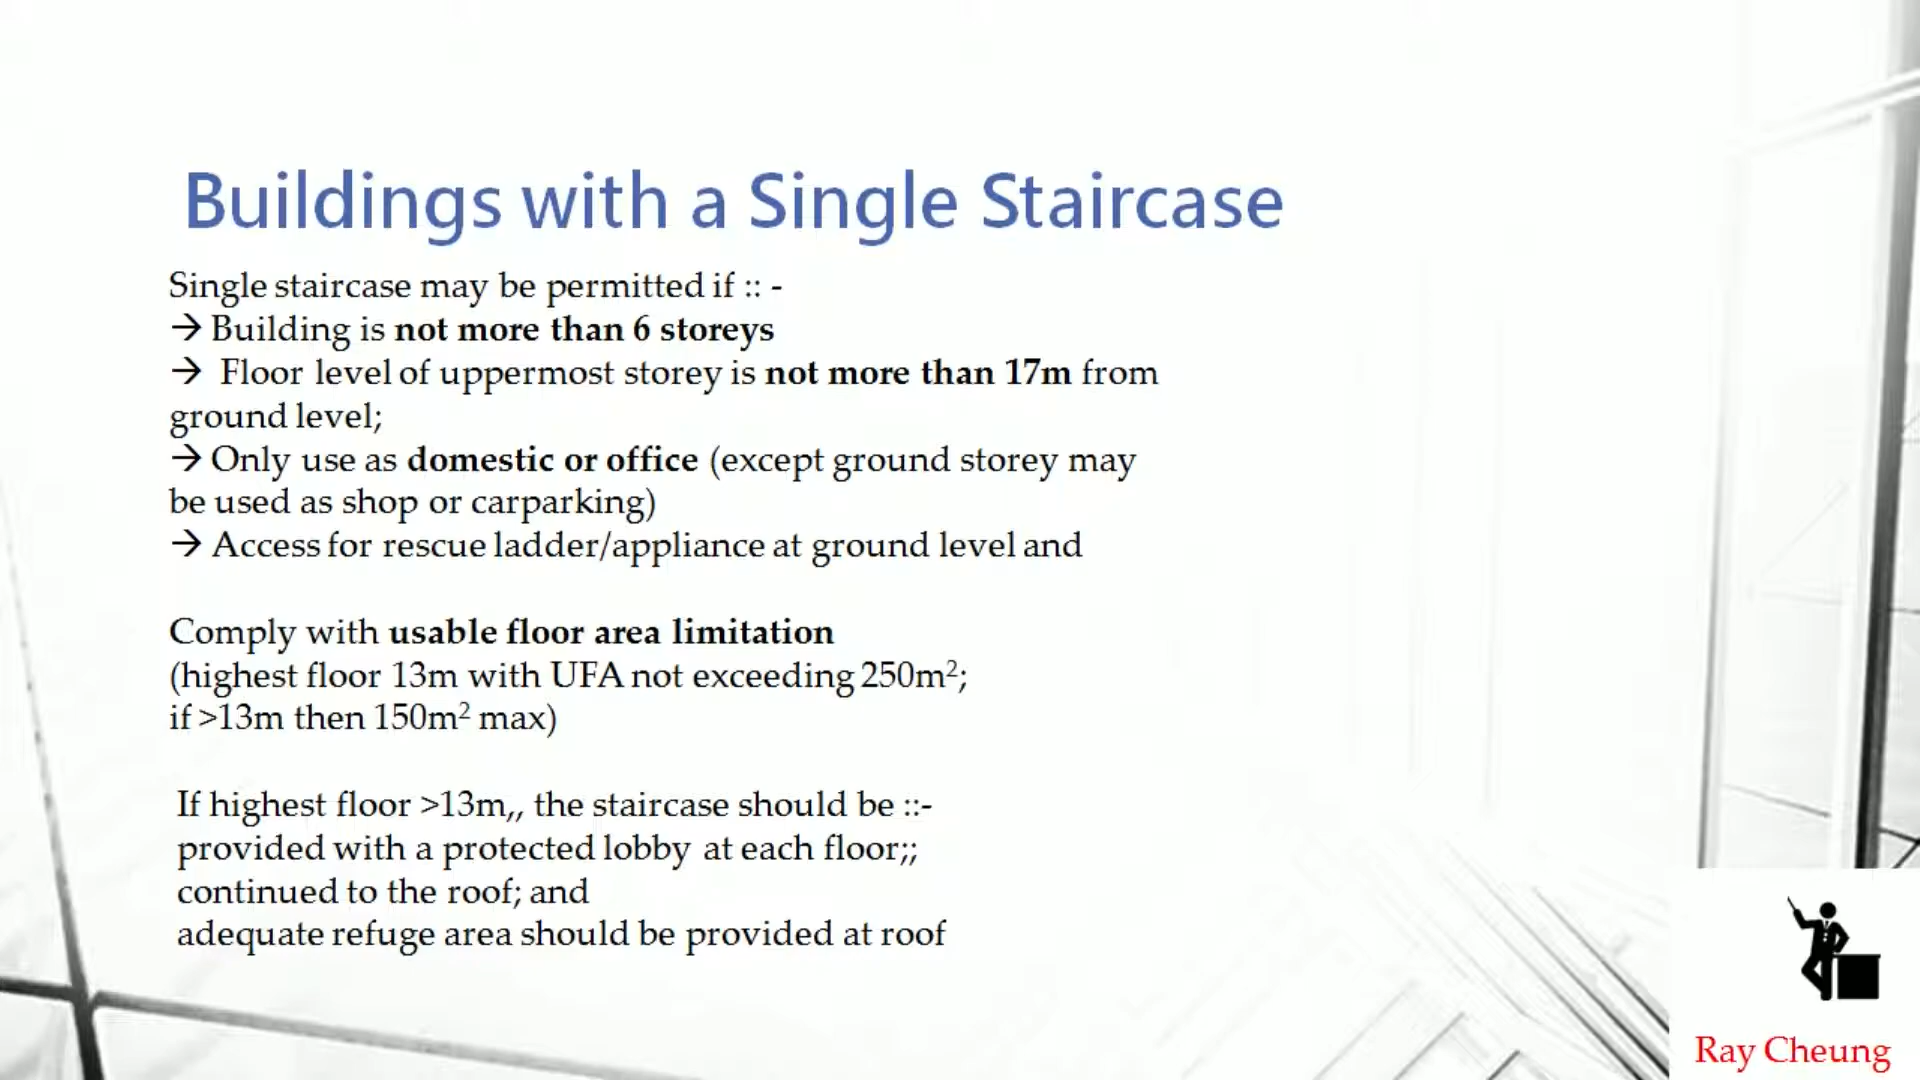 Buildings with a Single Staircase
Single staircase may be permitted if :: -
→ Building is not more than 6 storeys
→ Floor level of uppermost storey is not more than 17m from
ground level;
→ Only use as domestic or office (except ground storey may
be used as shop or carparking)
→ Access for rescue ladder/appliance at ground level and
Comply with usable floor area limitation
(highest floor 13m with UFA not exceeding 250m²;
if >13m then 150m² max)
If highest floor >13m,, the staircase should be ::-
provided with a protected lobby at each floor;;
continued to the roof; and
adequate refuge area should be provided at roof
Ray Cheung